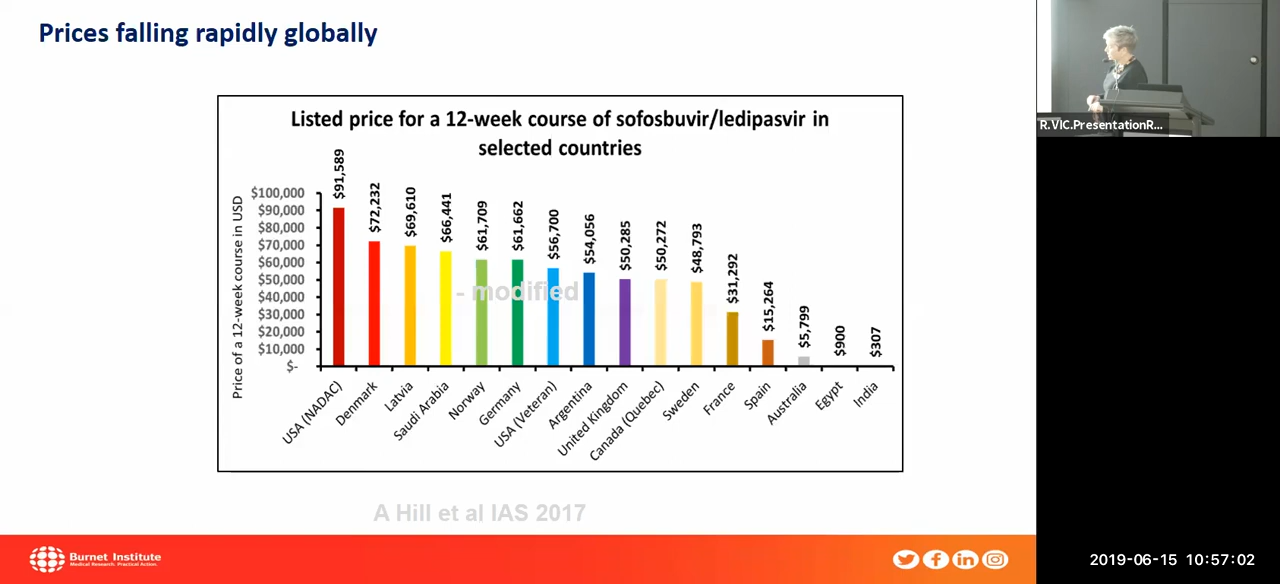 Prices falling rapidly globally
Listed price for a 12-week course of sofosbuvir/ledipasvir in
selected countries
Price of a 12-week course in USD
$100,000
$90,000
$80,000
$70,000
$60,000
$50,000
$40,000
$30,000
$20,000
$10,000
$-
$91,589
$72,232
$69,610
$66,441
$61,709
$61,662
$56,700
$54,056
$50,285
$50,272
$48,793
$31,292
$15,264
$5,799
$900
$307
- modified
USA (NADAC)
Denmark
Latvia
Saudi Arabia
Norway
Germany
USA (Veteran)
Argentina
United Kingdom
Canada (Quebec)
Sweden
France
Spain
Australia
Egypt
India
A Hill et al IAS 2017
Burnet Institute
Medical Research. Practical Action.
R.VIC.PresentationR...
2019-06-15 10:57:02